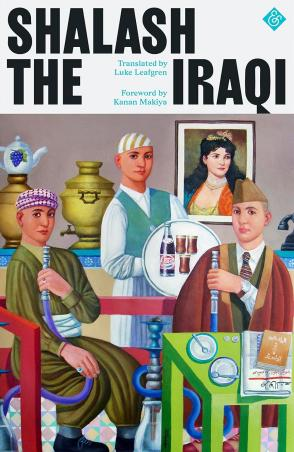 SHALASH
Translated by
Luke Leafgren
THE IRAQI
Foreword by
Kanan Makiya